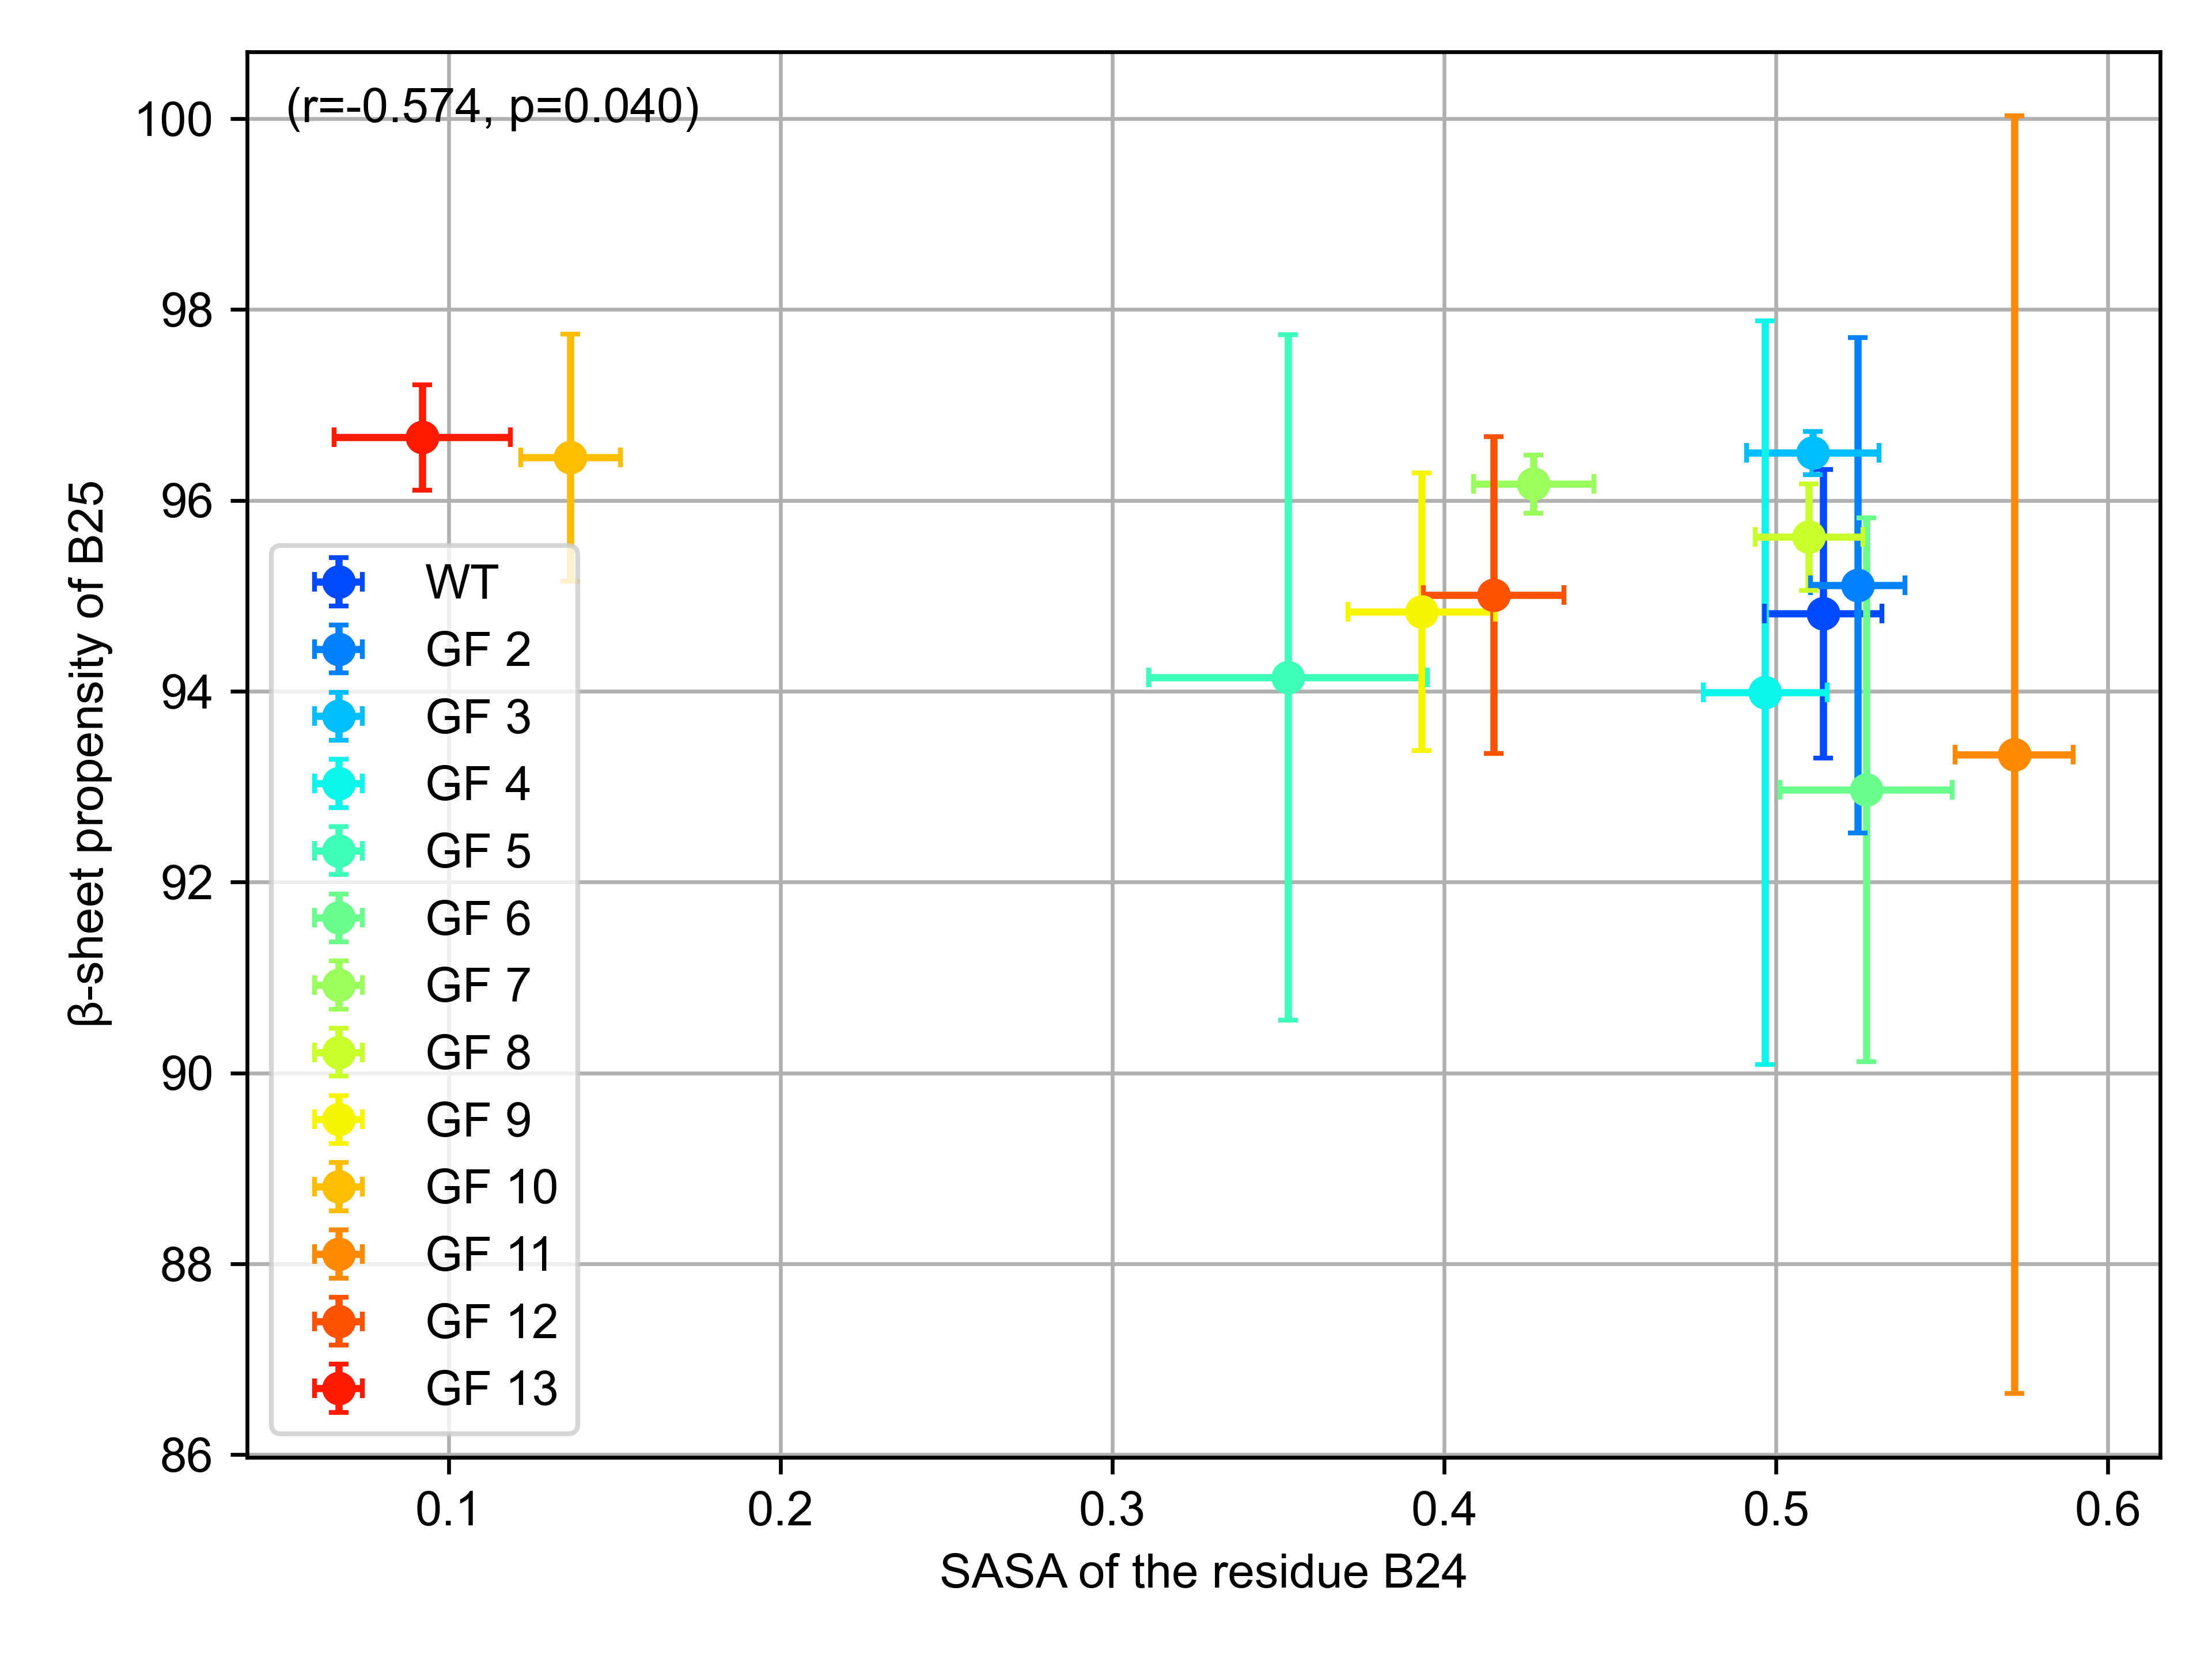 (r=-0.574, p=0.040)
100
98
96
94
92
90
88
86
β-sheet propensity of B25
WT
GF 2
GF 3
GF 4
GF 5
GF 6
GF 7
GF 8
GF 9
GF 10
GF 11
GF 12
GF 13
0.1 0.2 0.3 0.4 0.5 0.6
SASA of the residue B24